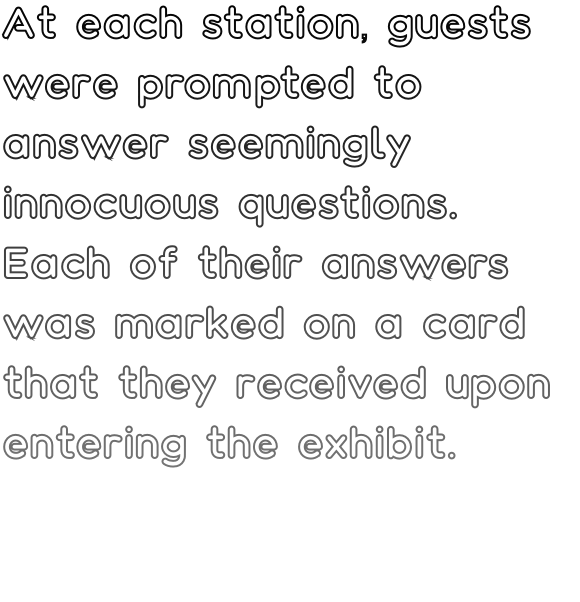 At each station, guests
were prompted to
answer seemingly
innocuous questions.
Each of their answers
was marked on a card
that they received upon
entering the exhibit.